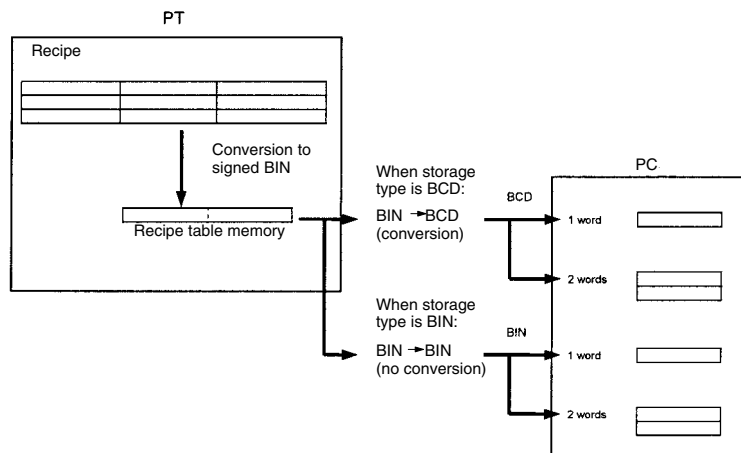 PT
Recipe
Conversion to
signed BIN
Recipe table memory
When storage
type is BCD:
BIN → BCD
(conversion)
BCD
PC
1 word
2 words
When storage
type is BIN:
BIN → BIN
(no conversion)
BIN
1 word
2 words